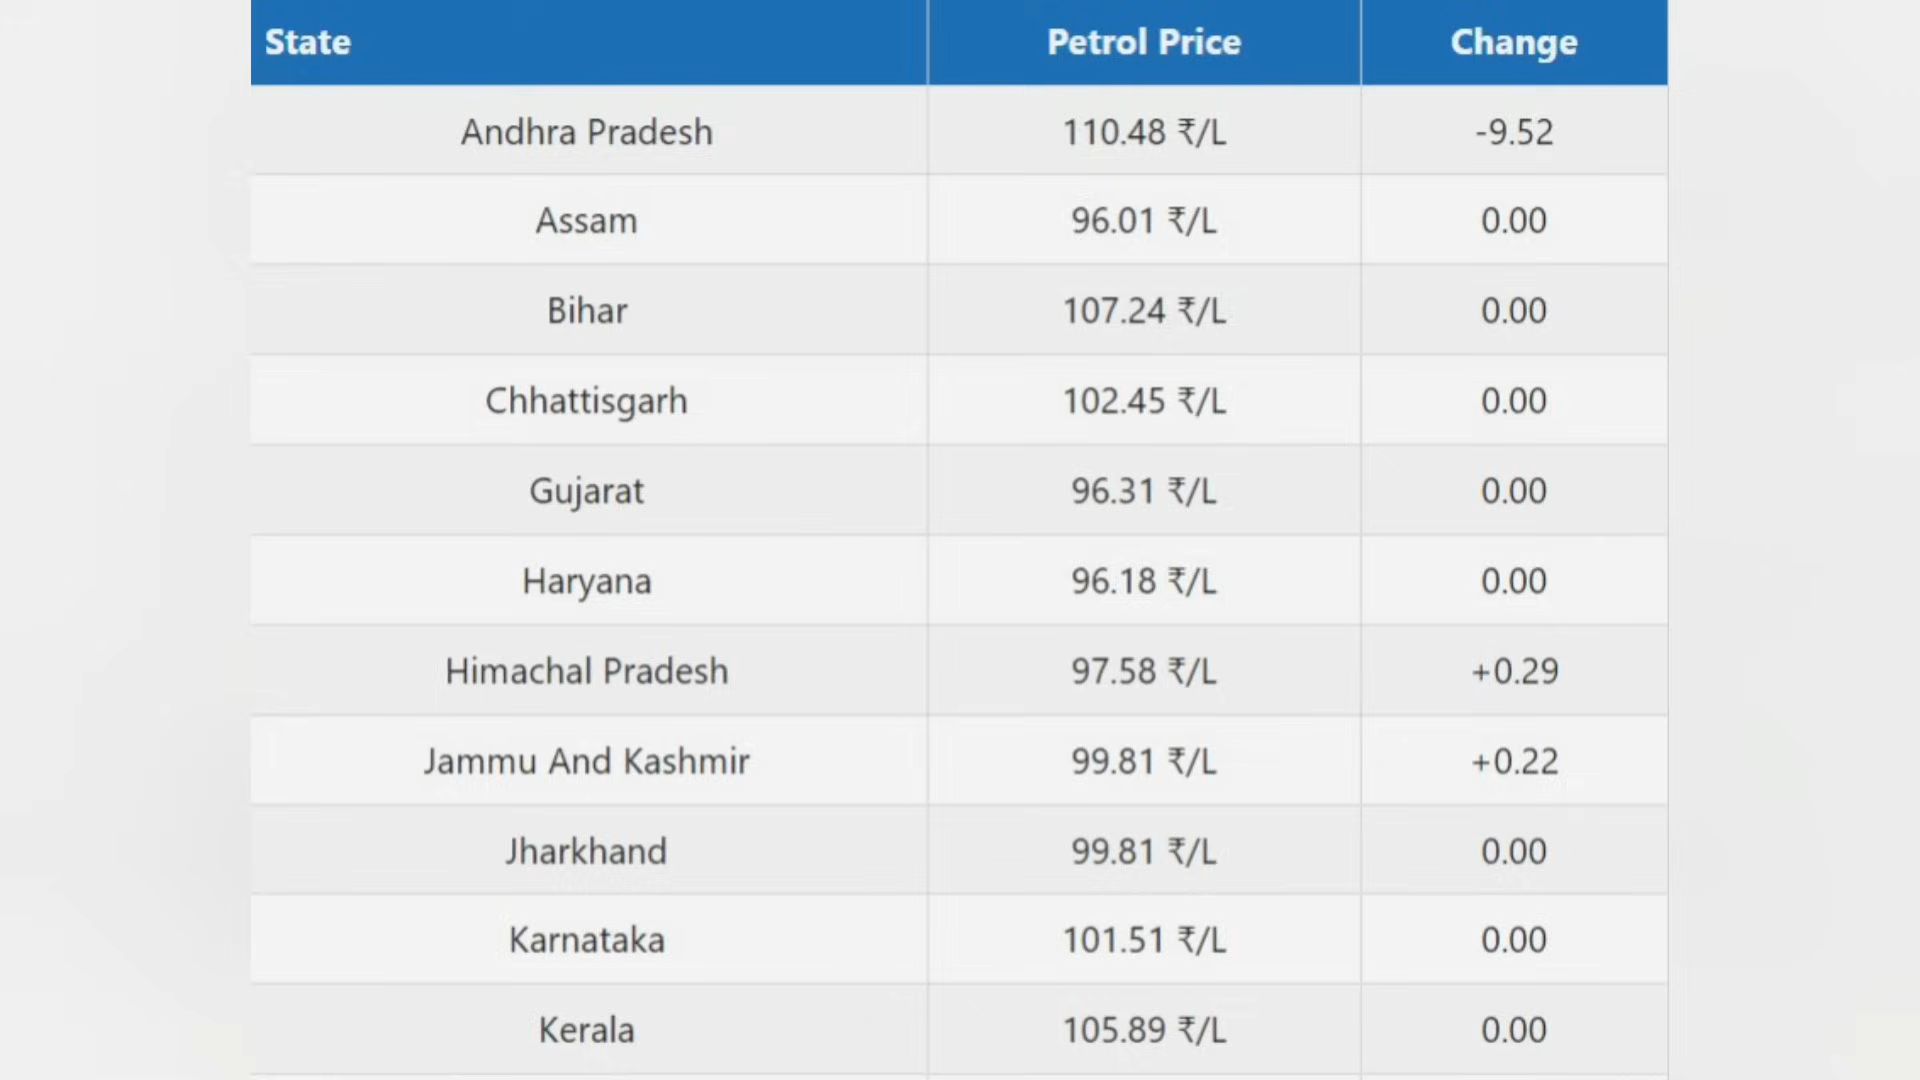 State Petrol Price Change
Andhra Pradesh 110.48 ₹/L -9.52
Assam 96.01 ₹/L 0.00
Bihar 107.24 ₹/L 0.00
Chhattisgarh 102.45 ₹/L 0.00
Gujarat 96.31 ₹/L 0.00
Haryana 96.18 ₹/L 0.00
Himachal Pradesh 97.58 ₹/L +0.29
Jammu And Kashmir 99.81 ₹/L +0.22
Jharkhand 99.81 ₹/L 0.00
Karnataka 101.51 ₹/L 0.00
Kerala 105.89 ₹/L 0.00